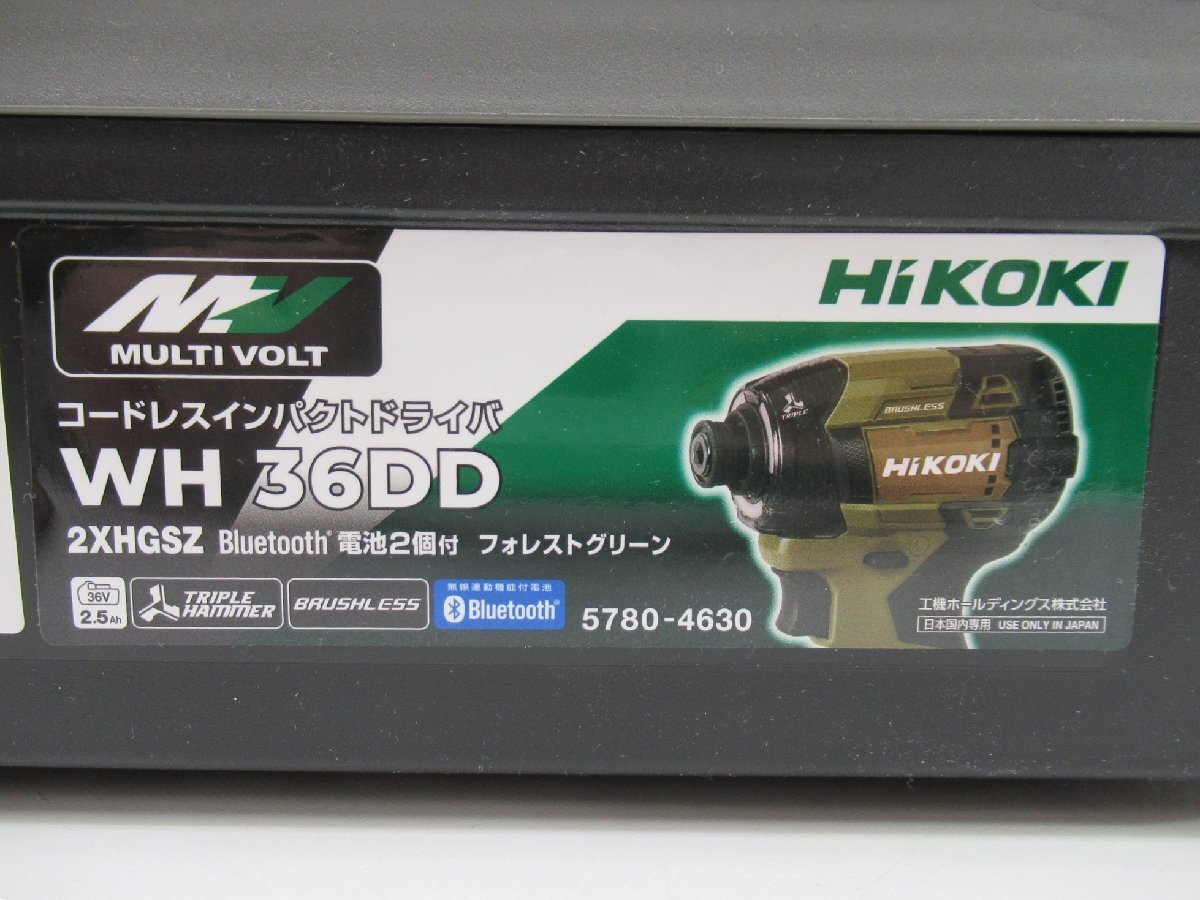 MV
MULTI VOLT
HiKOKI
コードレスインパクトドライバ
WH 36DD
2XHGSZ Bluetooth® 電池2個付 フォレストグリーン
TRIPLE
BRUSHLESS
HiKOKI
36V
2.5Ah
TRIPLE
HAMMER
BRUSHLESS
無線連動機能付電池
Bluetooth®
5780-4630
工機ホールディングス株式会社
日本国内専用 USE ONLY IN JAPAN